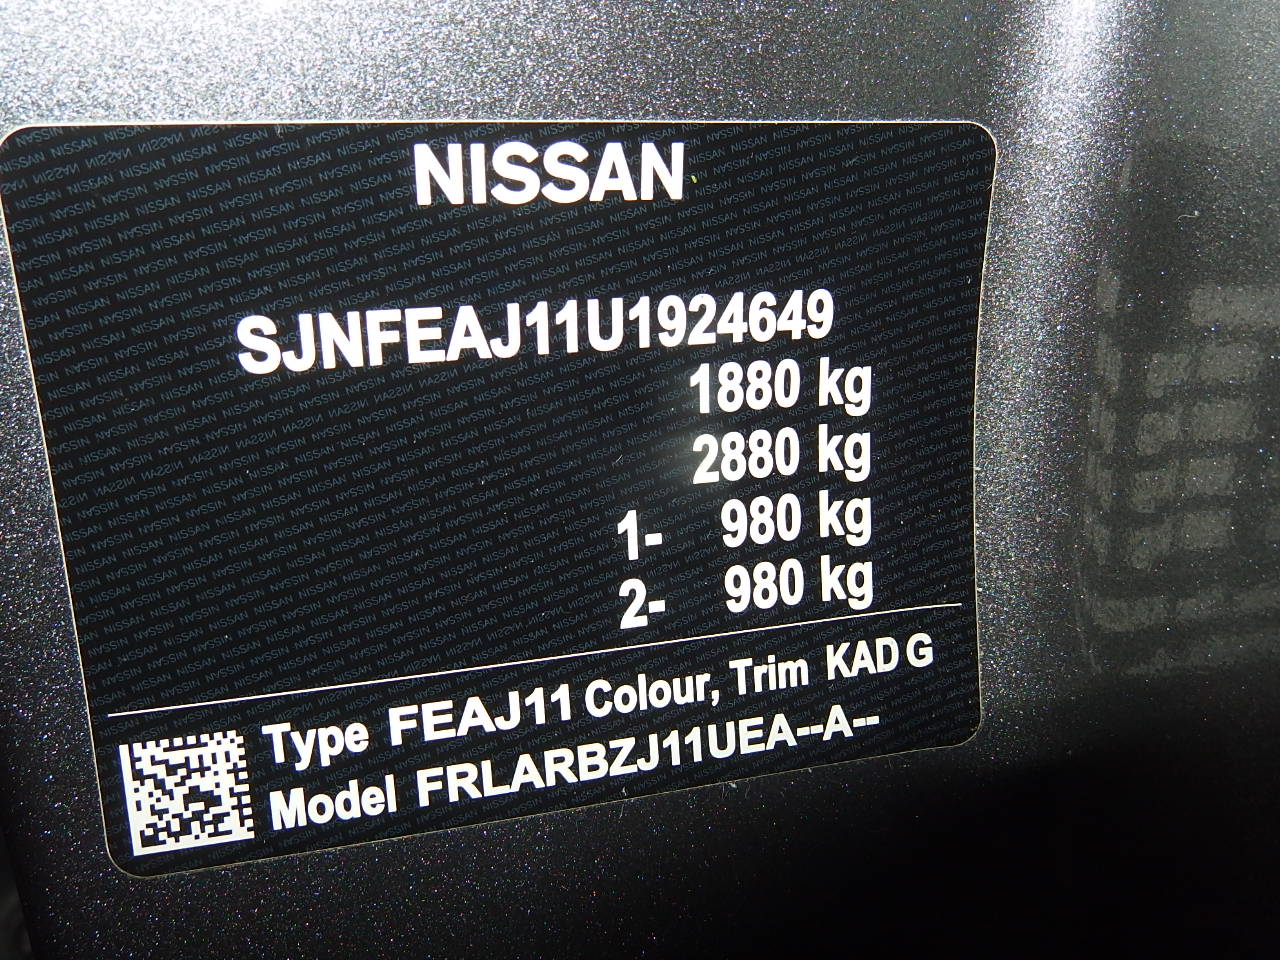 NISSAN
SJNFEAJ11U1924649
1880 kg
2880 kg
1- 980 kg
2- 980 kg
Type FEAJ11 Colour, Trim KAD G
Model FRLARBZJ11UEA--A--